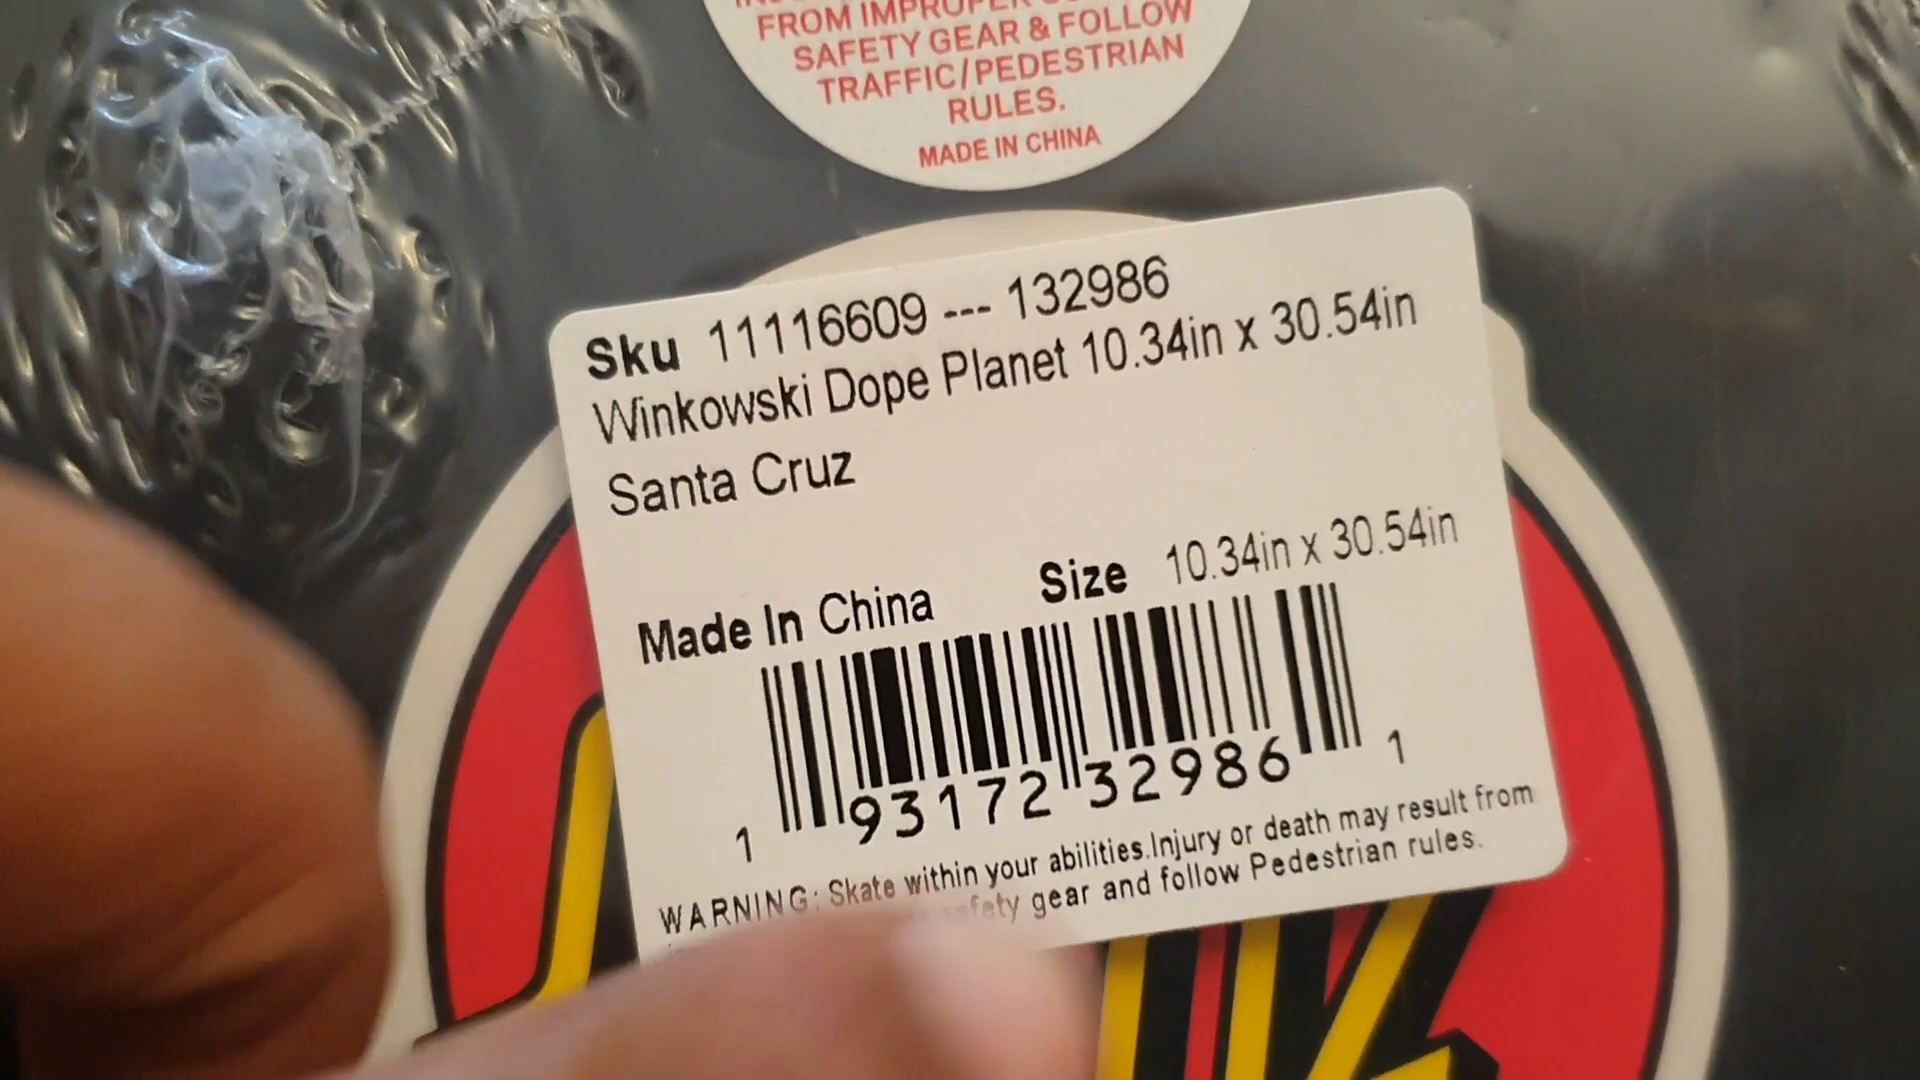 FROM IMPROPER
SAFETY GEAR & FOLLOW
TRAFFIC/PEDESTRIAN
RULES.
MADE IN CHINA
Sku 11116609 --- 132986
Winkowski Dope Planet 10.34in x 30.54in
Santa Cruz
Made In China Size 10.34in x 30.54in
1 93172 32986 1
WARNING: Skate within your abilities.Injury or death may result from
safety gear and follow Pedestrian rules.